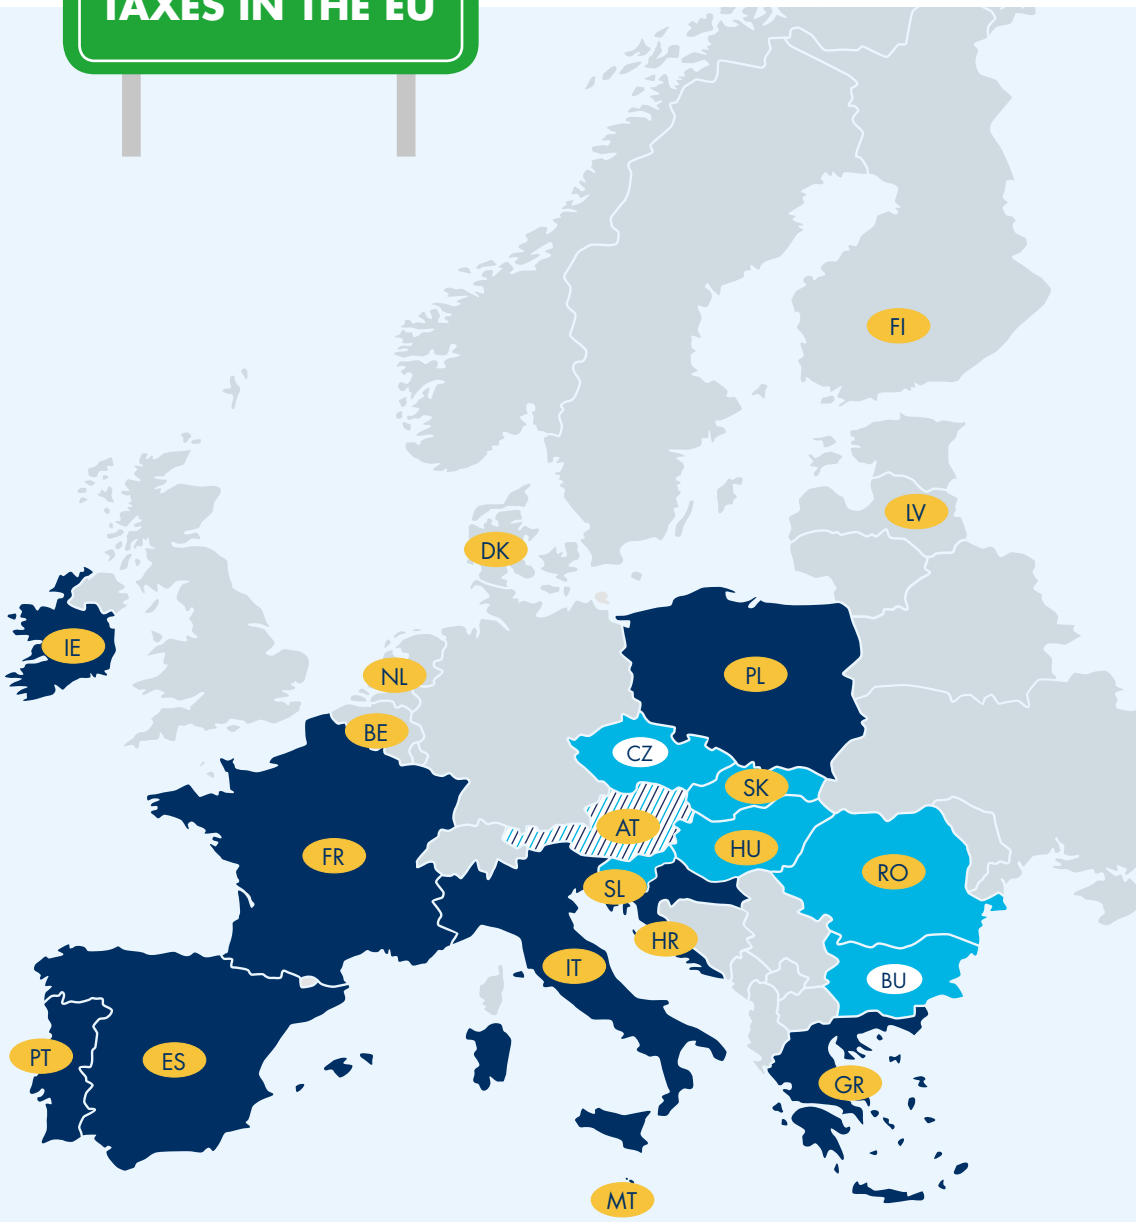 TAXES IN THE EU
FI
LV
DK
IE
NL
PL
BE
CZ
SK
AT
HU
FR
RO
SL
HR
IT
BU
PT
ES
GR
MT